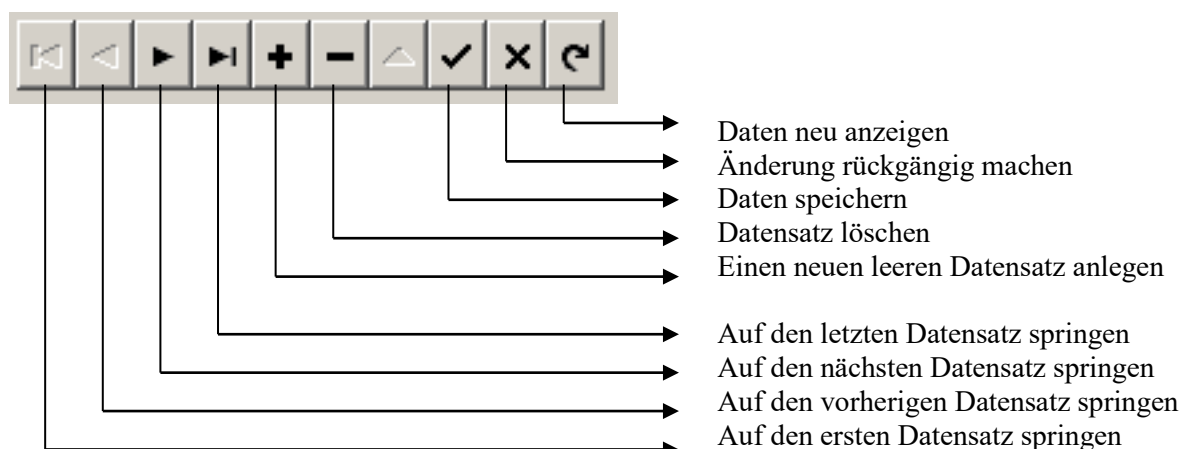 Daten neu anzeigen
Änderung rückgängig machen
Daten speichern
Datensatz löschen
Einen neuen leeren Datensatz anlegen
Auf den letzten Datensatz springen
Auf den nächsten Datensatz springen
Auf den vorherigen Datensatz springen
Auf den ersten Datensatz springen